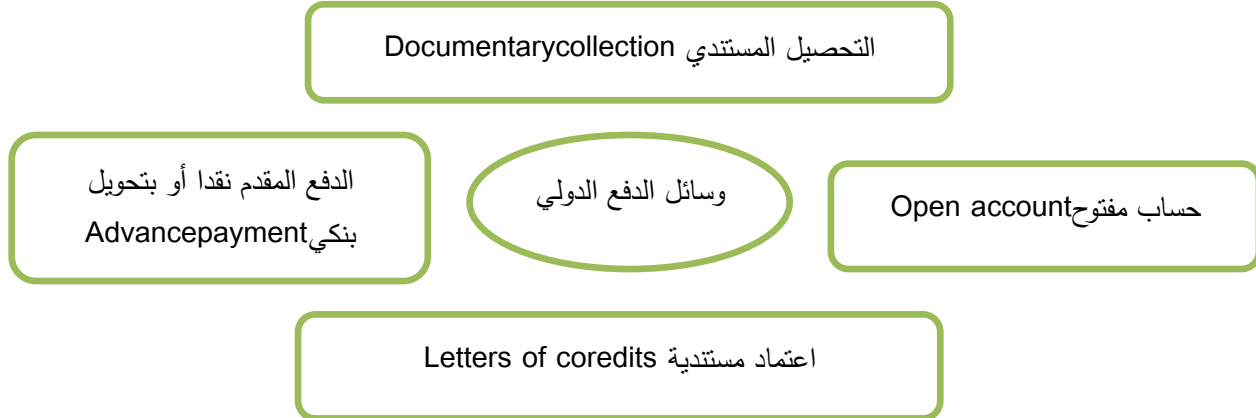 التحصيل المستندي Documentarycollection
وسائل الدفع الدولي
حساب مفتوحOpen account
الدفع المقدم نقدا أو بتحويل
بنكيAdvancepayment
اعتماد مستندية Letters of coredits